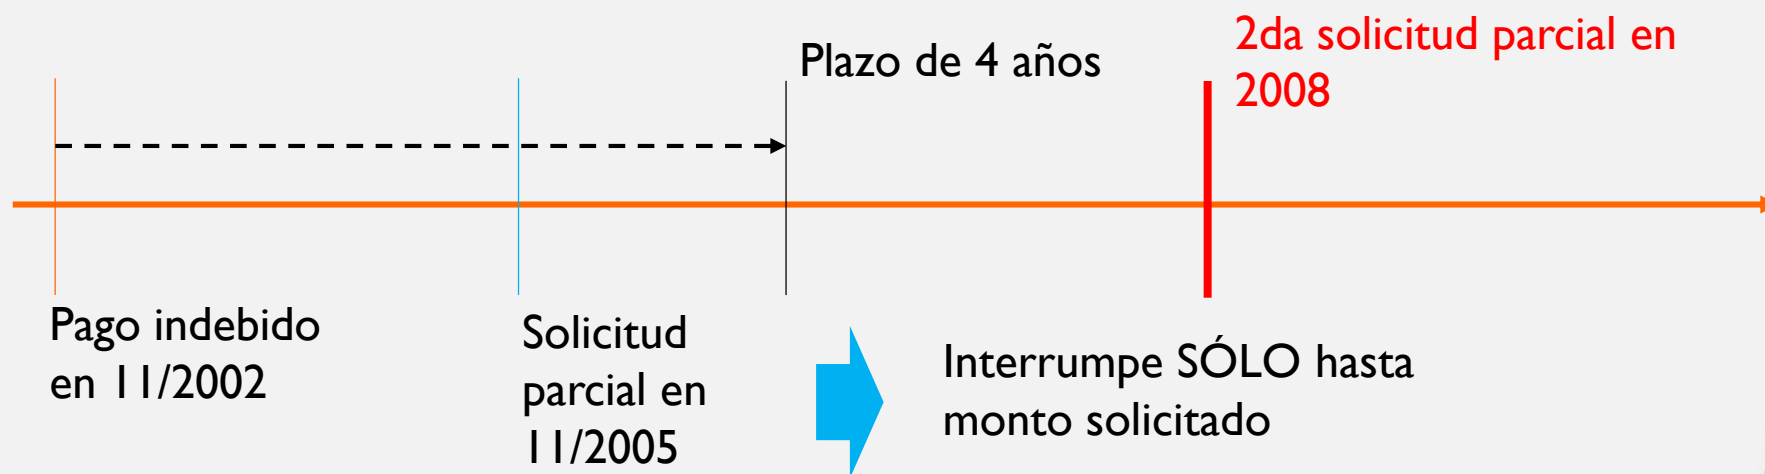 Plazo de 4 años
2da solicitud parcial en
2008
Pago indebido
en 11/2002
Solicitud
parcial en
11/2005
Interrumpe SÓLO hasta
monto solicitado